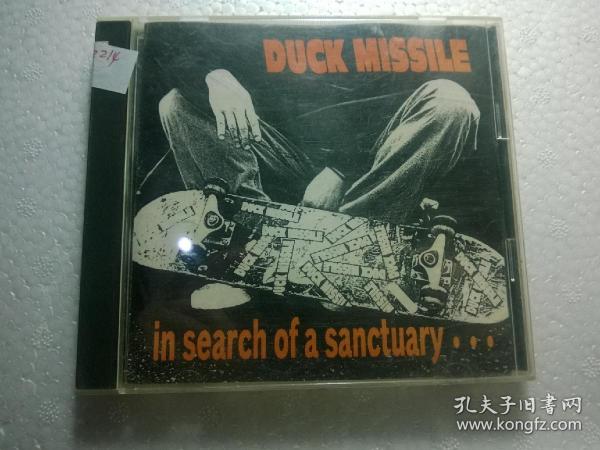 DUCK MISSILE
in search of a sanctuary...
孔夫子旧书网
www.kongfz.com